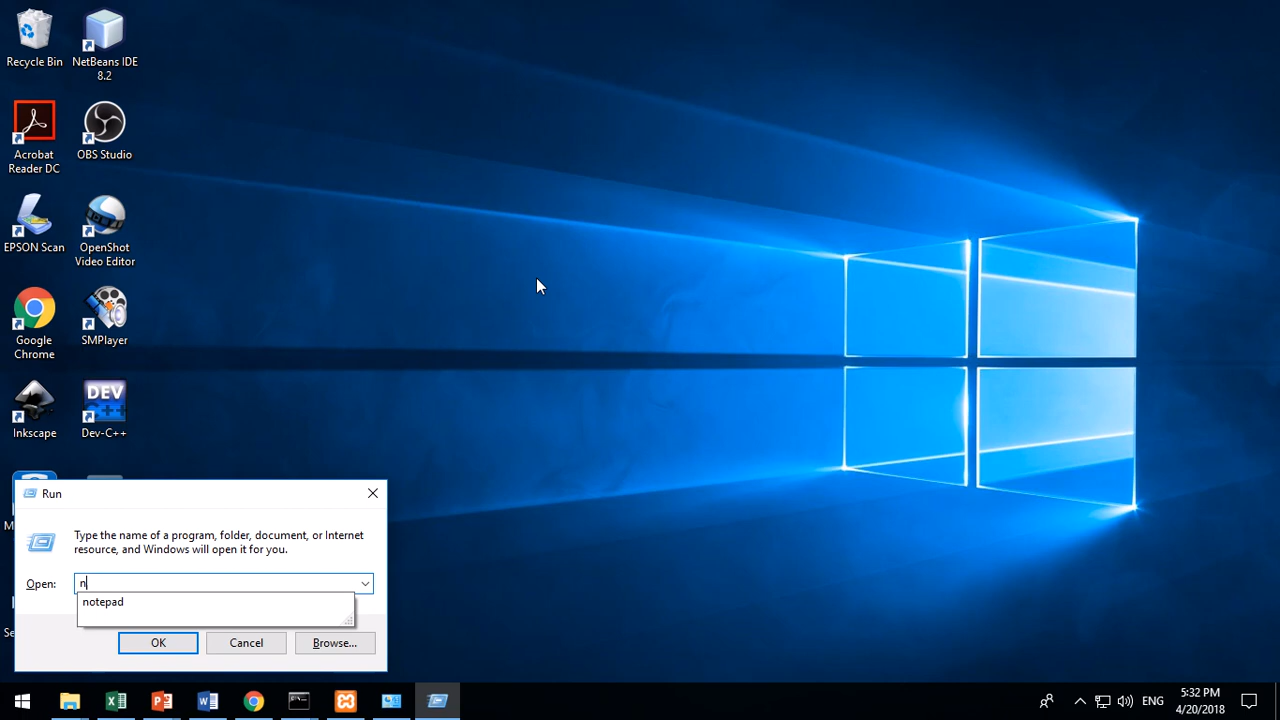 Recycle Bin
NetBeans IDE
8.2
Acrobat
Reader DC
OBS Studio
EPSON Scan
OpenShot
Video Editor
Google
Chrome
SMPlayer
Inkscape
DEV
C++
Dev-C++
M
Se
Run
Type the name of a program, folder, document, or Internet
resource, and Windows will open it for you.
Open:
n
notepad
OK
Cancel
Browse...
ENG
5:32 PM
4/20/2018